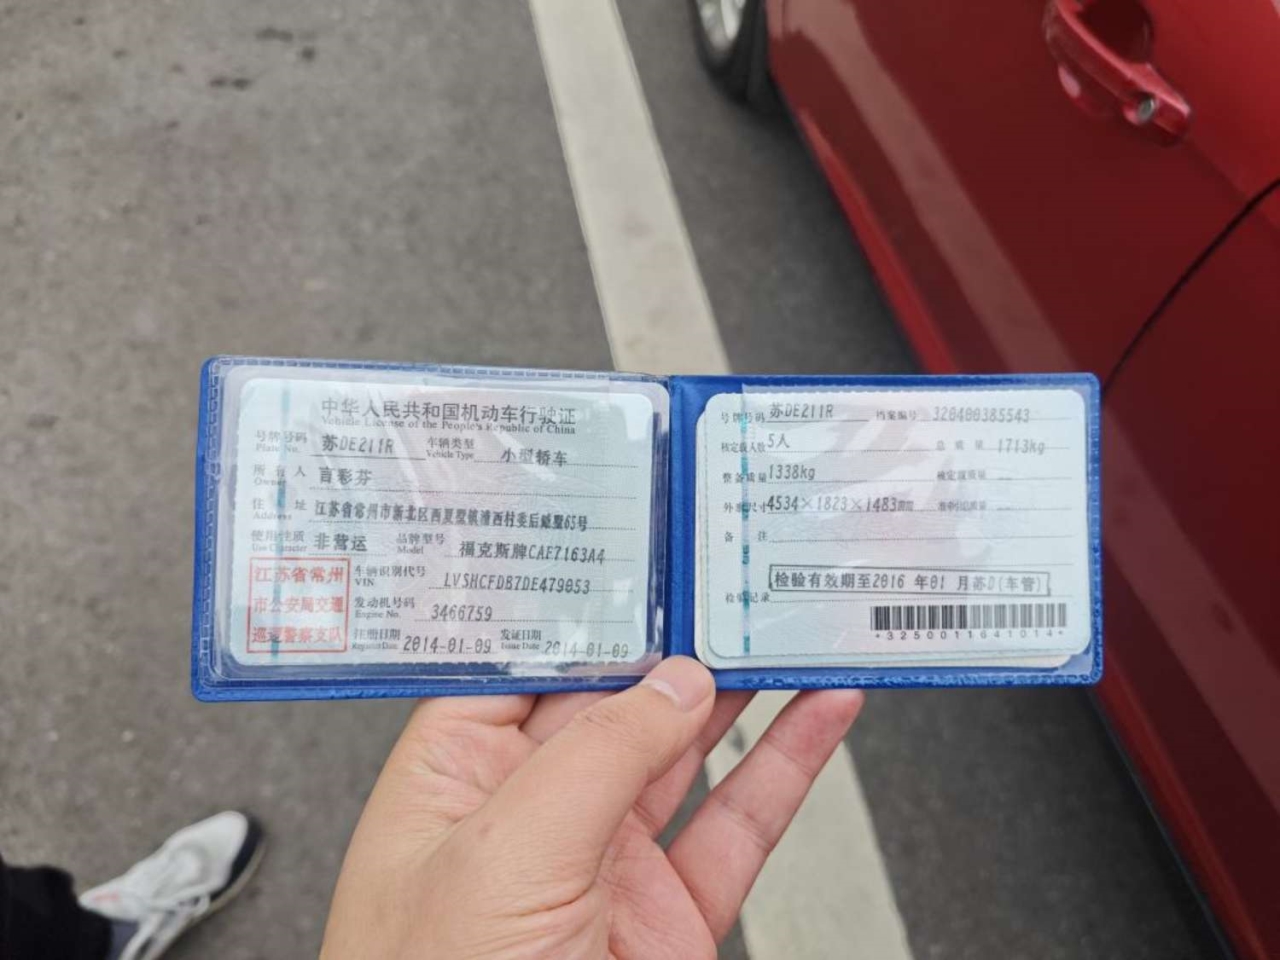 中华人民共和国机动车行驶证
Vehicle License of the People's Republic of China
号牌号码 苏DE211R 车辆类型 小型轿车
Plate No. Vehicle Type
所有人 言彩芬
Owner
住 址 江苏省常州市新北区西夏墅镇浦西村委后戚墅65号
Address
使用性质 非营运 品牌型号 福克斯牌CAF7163A4
Use Character Model
江苏省常州
市公安局交通
巡逻警察支队
车辆识别代号 LVSHCFDB7DE479053
VIN
发动机号码 3466759
Engine No.
注册日期 2014-01-09 发证日期 2014-01-09
Register Date Issue Date
号牌号码 苏DE211R 档案编号 320400385543
核定载人数 5人 总质量 1713kg
整备质量 1338kg 核定载质量
外廓尺寸 4534×1823×1483mm 准牵引总质量
备 注
检验有效期至2016 年01 月苏D(车管)
检验记录
*3250011641014*